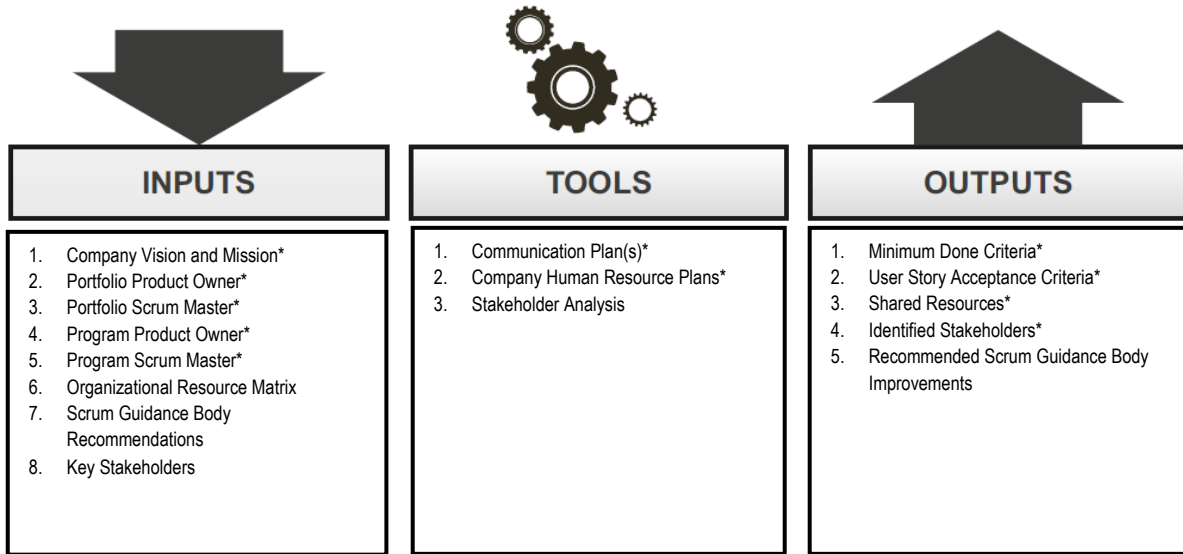 INPUTS
1. Company Vision and Mission*
2. Portfolio Product Owner*
3. Portfolio Scrum Master*
4. Program Product Owner*
5. Program Scrum Master*
6. Organizational Resource Matrix
7. Scrum Guidance Body
Recommendations
8. Key Stakeholders
TOOLS
1. Communication Plan(s)*
2. Company Human Resource Plans*
3. Stakeholder Analysis
OUTPUTS
1. Minimum Done Criteria*
2. User Story Acceptance Criteria*
3. Shared Resources*
4. Identified Stakeholders*
5. Recommended Scrum Guidance Body
Improvements